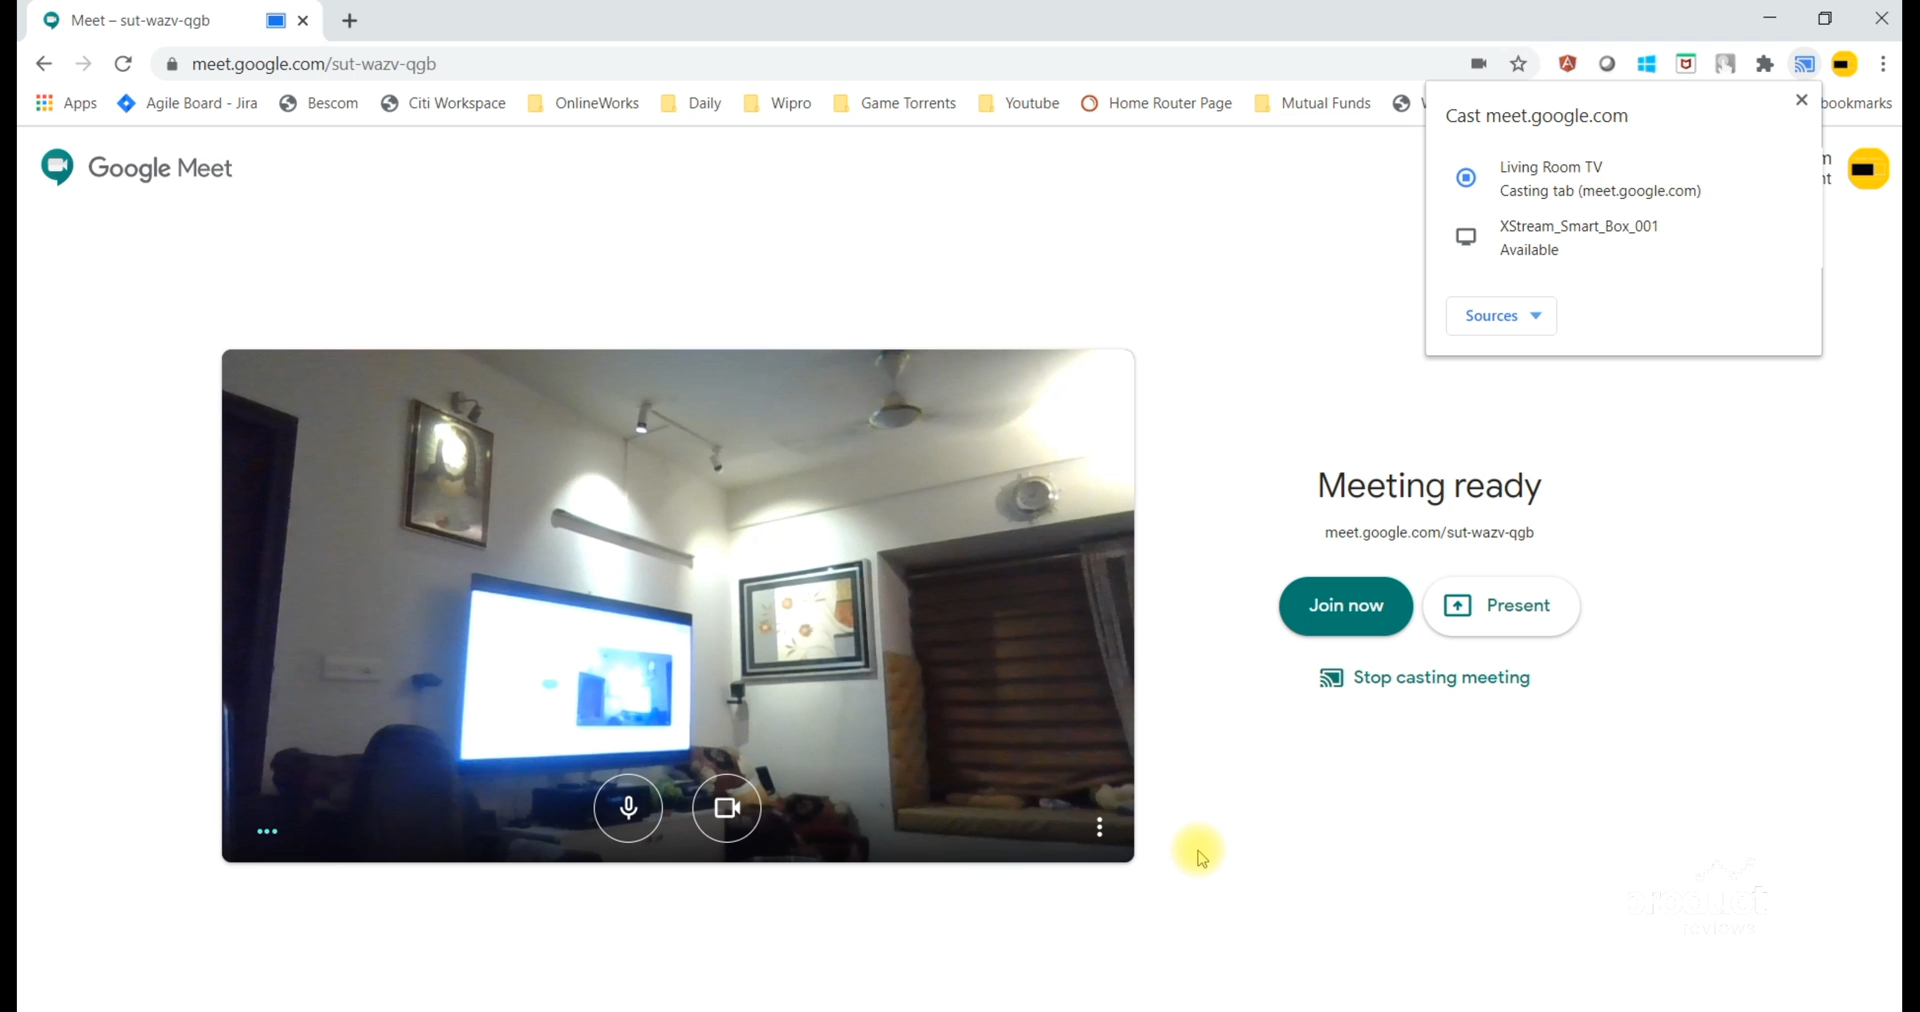 Meet – sut-wazv-qgb
meet.google.com/sut-wazv-qgb
Apps Agile Board - Jira Bescom Citi Workspace OnlineWorks Daily Wipro Game Torrents Youtube Home Router Page Mutual Funds bookmarks
Cast meet.google.com
Living Room TV
Casting tab (meet.google.com)
XStream_Smart_Box_001
Available
Sources
Google Meet
Meeting ready
meet.google.com/sut-wazv-qgb
Join now Present
Stop casting meeting
product
reviews